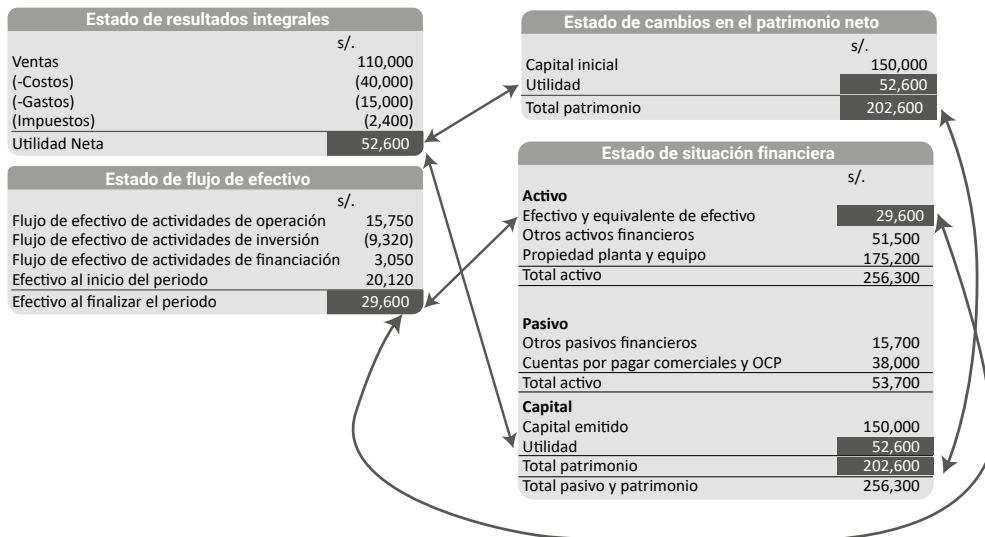 Estado de resultados integrales
s/.
Ventas 110,000
(-Costos) (40,000)
(-Gastos) (15,000)
(Impuestos) (2,400)
Utilidad Neta 52,600
Estado de flujo de efectivo
s/.
Flujo de efectivo de actividades de operación 15,750
Flujo de efectivo de actividades de inversión (9,320)
Flujo de efectivo de actividades de financiación 3,050
Efectivo al inicio del periodo 20,120
Efectivo al finalizar el periodo 29,600
Estado de cambios en el patrimonio neto
s/.
Capital inicial 150,000
Utilidad 52,600
Total patrimonio 202,600
Estado de situación financiera
s/.
Activo
Efectivo y equivalente de efectivo 29,600
Otros activos financieros 51,500
Propiedad planta y equipo 175,200
Total activo 256,300
Pasivo
Otros pasivos financieros 15,700
Cuentas por pagar comerciales y OCP 38,000
Total activo 53,700
Capital
Capital emitido 150,000
Utilidad 52,600
Total patrimonio 202,600
Total pasivo y patrimonio 256,300